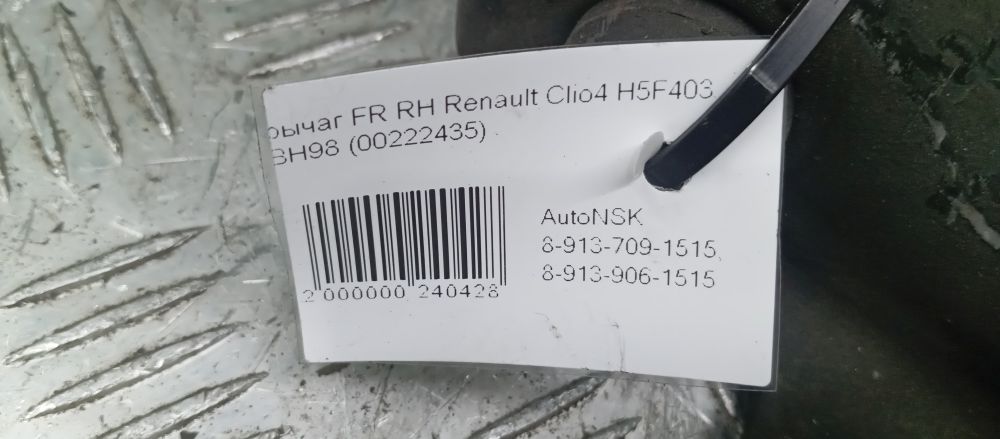 рычаг FR RH Renault Clio4 H5F403
BH98 (00222435)
AutoNSK
8-913-709-1515
8-913-906-1515
2 000000 240428